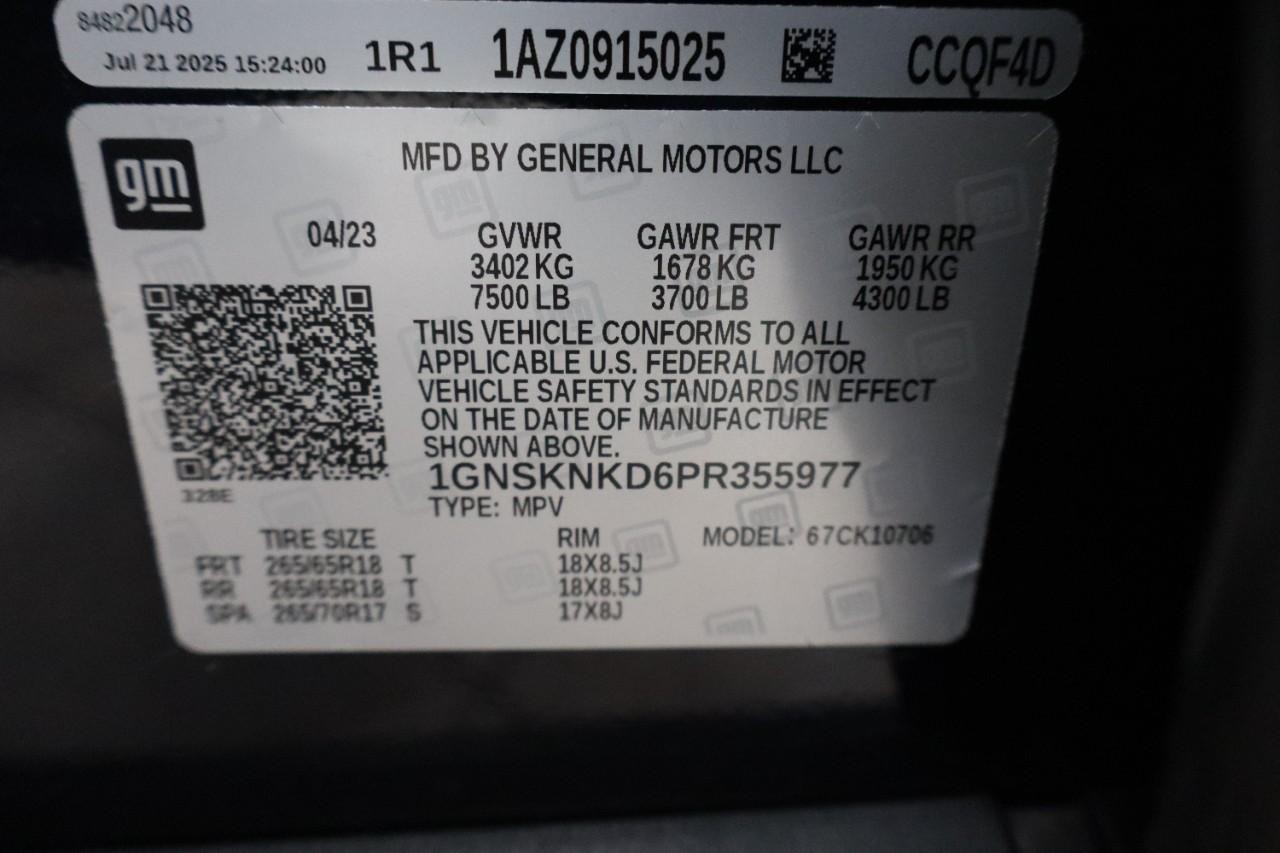 84822048
Jul 21 2025 15:24:00 1R1 1AZ0915025 CCQF4D
gm
MFD BY GENERAL MOTORS LLC
04/23 GVWR GAWR FRT GAWR RR
3402 KG 1678 KG 1950 KG
7500 LB 3700 LB 4300 LB
THIS VEHICLE CONFORMS TO ALL
APPLICABLE U.S. FEDERAL MOTOR
VEHICLE SAFETY STANDARDS IN EFFECT
ON THE DATE OF MANUFACTURE
SHOWN ABOVE.
1GNSKNKD6PR355977
328E
TYPE: MPV
TIRE SIZE RIM MODEL: 67CK10706
FRT 265/65R18 T 18X8.5J
RR 265/65R18 T 18X8.5J
SPA 265/70R17 S 17X8J